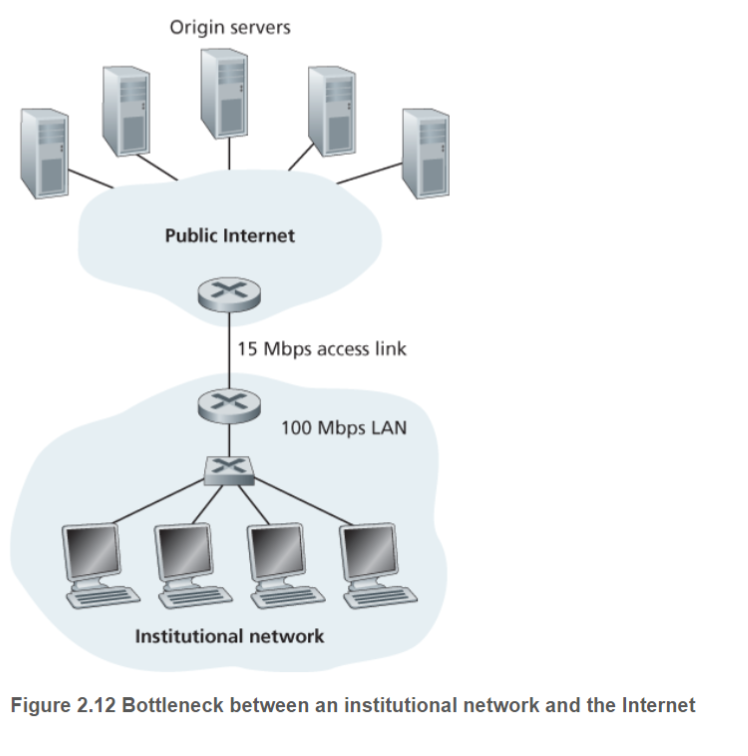 Origin servers
Public Internet
15 Mbps access link
100 Mbps LAN
Institutional network
Figure 2.12 Bottleneck between an institutional network and the Internet